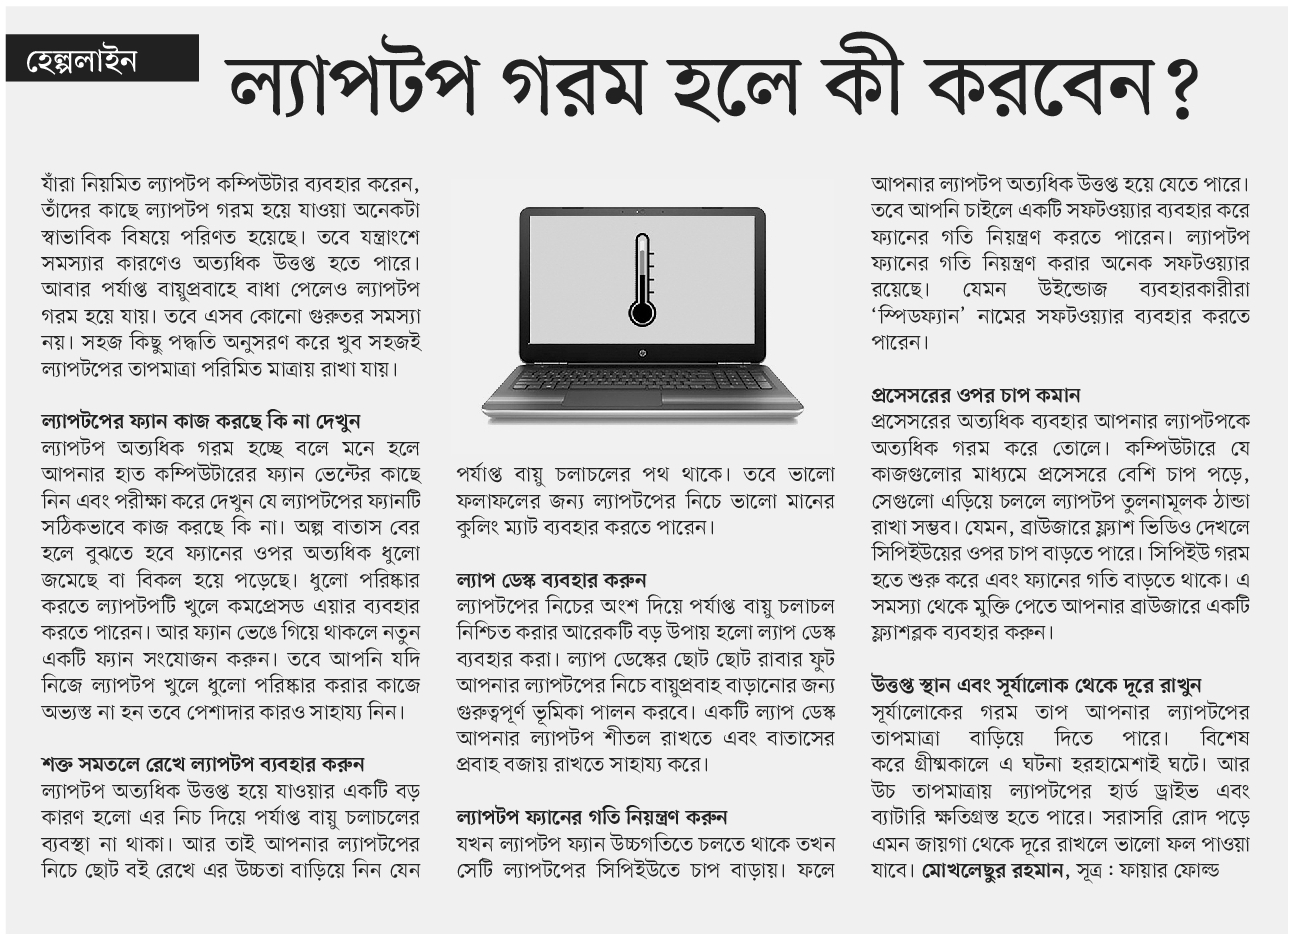 হেল্পলাইন
ল্যাপটপ গরম হলে কী করবেন?
যাঁরা নিয়মিত ল্যাপটপ কম্পিউটার ব্যবহার করেন,
তাঁদের কাছে ল্যাপটপ গরম হয়ে যাওয়া অনেকটা
স্বাভাবিক বিষয়ে পরিণত হয়েছে। তবে যন্ত্রাংশে
সমস্যার কারণেও অত্যধিক উত্তপ্ত হতে পারে।
আবার পর্যাপ্ত বায়ুপ্রবাহে বাধা পেলেও ল্যাপটপ
গরম হয়ে যায়। তবে এসব কোনো গুরুতর সমস্যা
নয়। সহজ কিছু পদ্ধতি অনুসরণ করে খুব সহজই
ল্যাপটপের তাপমাত্রা পরিমিত মাত্রায় রাখা যায়।
ল্যাপটপের ফ্যান কাজ করছে কি না দেখুন
ল্যাপটপ অত্যধিক গরম হচ্ছে বলে মনে হলে
আপনার হাত কম্পিউটারের ফ্যান ভেন্টের কাছে
নিন এবং পরীক্ষা করে দেখুন যে ল্যাপটপের ফ্যানটি
সঠিকভাবে কাজ করছে কি না। অল্প বাতাস বের
হলে বুঝতে হবে ফ্যানের ওপর অত্যধিক ধুলো
জমেছে বা বিকল হয়ে পড়েছে। ধুলো পরিষ্কার
করতে ল্যাপটপটি খুলে কমপ্রেসড এয়ার ব্যবহার
করতে পারেন। আর ফ্যান ভেঙে গিয়ে থাকলে নতুন
একটি ফ্যান সংযোজন করুন। তবে আপনি যদি
নিজে ল্যাপটপ খুলে ধুলো পরিষ্কার করার কাজে
অভ্যস্ত না হন তবে পেশাদার কারও সাহায্য নিন।
শক্ত সমতলে রেখে ল্যাপটপ ব্যবহার করুন
ল্যাপটপ অত্যধিক উত্তপ্ত হয়ে যাওয়ার একটি বড়
কারণ হলো এর নিচ দিয়ে পর্যাপ্ত বায়ু চলাচলের
ব্যবস্থা না থাকা। আর তাই আপনার ল্যাপটপের
নিচে ছোট বই রেখে এর উচ্চতা বাড়িয়ে নিন যেন
পর্যাপ্ত বায়ু চলাচলের পথ থাকে। তবে ভালো
ফলাফলের জন্য ল্যাপটপের নিচে ভালো মানের
কুলিং ম্যাট ব্যবহার করতে পারেন।
ল্যাপ ডেস্ক ব্যবহার করুন
ল্যাপটপের নিচের অংশ দিয়ে পর্যাপ্ত বায়ু চলাচল
নিশ্চিত করার আরেকটি বড় উপায় হলো ল্যাপ ডেস্ক
ব্যবহার করা। ল্যাপ ডেস্কের ছোট ছোট রাবার ফুট
আপনার ল্যাপটপের নিচে বায়ুপ্রবাহ বাড়ানোর জন্য
গুরুত্বপূর্ণ ভূমিকা পালন করবে। একটি ল্যাপ ডেস্ক
আপনার ল্যাপটপ শীতল রাখতে এবং বাতাসের
প্রবাহ বজায় রাখতে সাহায্য করে।
ল্যাপটপ ফ্যানের গতি নিয়ন্ত্রণ করুন
যখন ল্যাপটপ ফ্যান উচ্চগতিতে চলতে থাকে তখন
সেটি ল্যাপটপের সিপিইউতে চাপ বাড়ায়। ফলে
আপনার ল্যাপটপ অত্যধিক উত্তপ্ত হয়ে যেতে পারে।
তবে আপনি চাইলে একটি সফটওয়্যার ব্যবহার করে
ফ্যানের গতি নিয়ন্ত্রণ করতে পারেন। ল্যাপটপ
ফ্যানের গতি নিয়ন্ত্রণ করার অনেক সফটওয়্যার
রয়েছে। যেমন উইন্ডোজ ব্যবহারকারীরা
‘স্পিডফ্যান’ নামের সফটওয়্যার ব্যবহার করতে
পারেন।
প্রসেসরের ওপর চাপ কমান
প্রসেসরের অত্যধিক ব্যবহার আপনার ল্যাপটপকে
অত্যধিক গরম করে তোলে। কম্পিউটারে যে
কাজগুলোর মাধ্যমে প্রসেসরে বেশি চাপ পড়ে,
সেগুলো এড়িয়ে চললে ল্যাপটপ তুলনামূলক ঠান্ডা
রাখা সম্ভব। যেমন, ব্রাউজারে ফ্ল্যাশ ভিডিও দেখলে
সিপিইউয়ের ওপর চাপ বাড়তে পারে। সিপিইউ গরম
হতে শুরু করে এবং ফ্যানের গতি বাড়তে থাকে। এ
সমস্যা থেকে মুক্তি পেতে আপনার ব্রাউজারে একটি
ফ্ল্যাশব্লক ব্যবহার করুন।
উত্তপ্ত স্থান এবং সূর্যালোক থেকে দূরে রাখুন
সূর্যালোকের গরম তাপ আপনার ল্যাপটপের
তাপমাত্রা বাড়িয়ে দিতে পারে। বিশেষ
করে গ্রীষ্মকালে এ ঘটনা হরহামেশাই ঘটে। আর
উচ তাপমাত্রায় ল্যাপটপের হার্ড ড্রাইভ এবং
ব্যাটারি ক্ষতিগ্রস্ত হতে পারে। সরাসরি রোদ পড়ে
এমন জায়গা থেকে দূরে রাখলে ভালো ফল পাওয়া
যাবে। মোখলেছুর রহমান, সূত্র : ফায়ার ফোল্ড